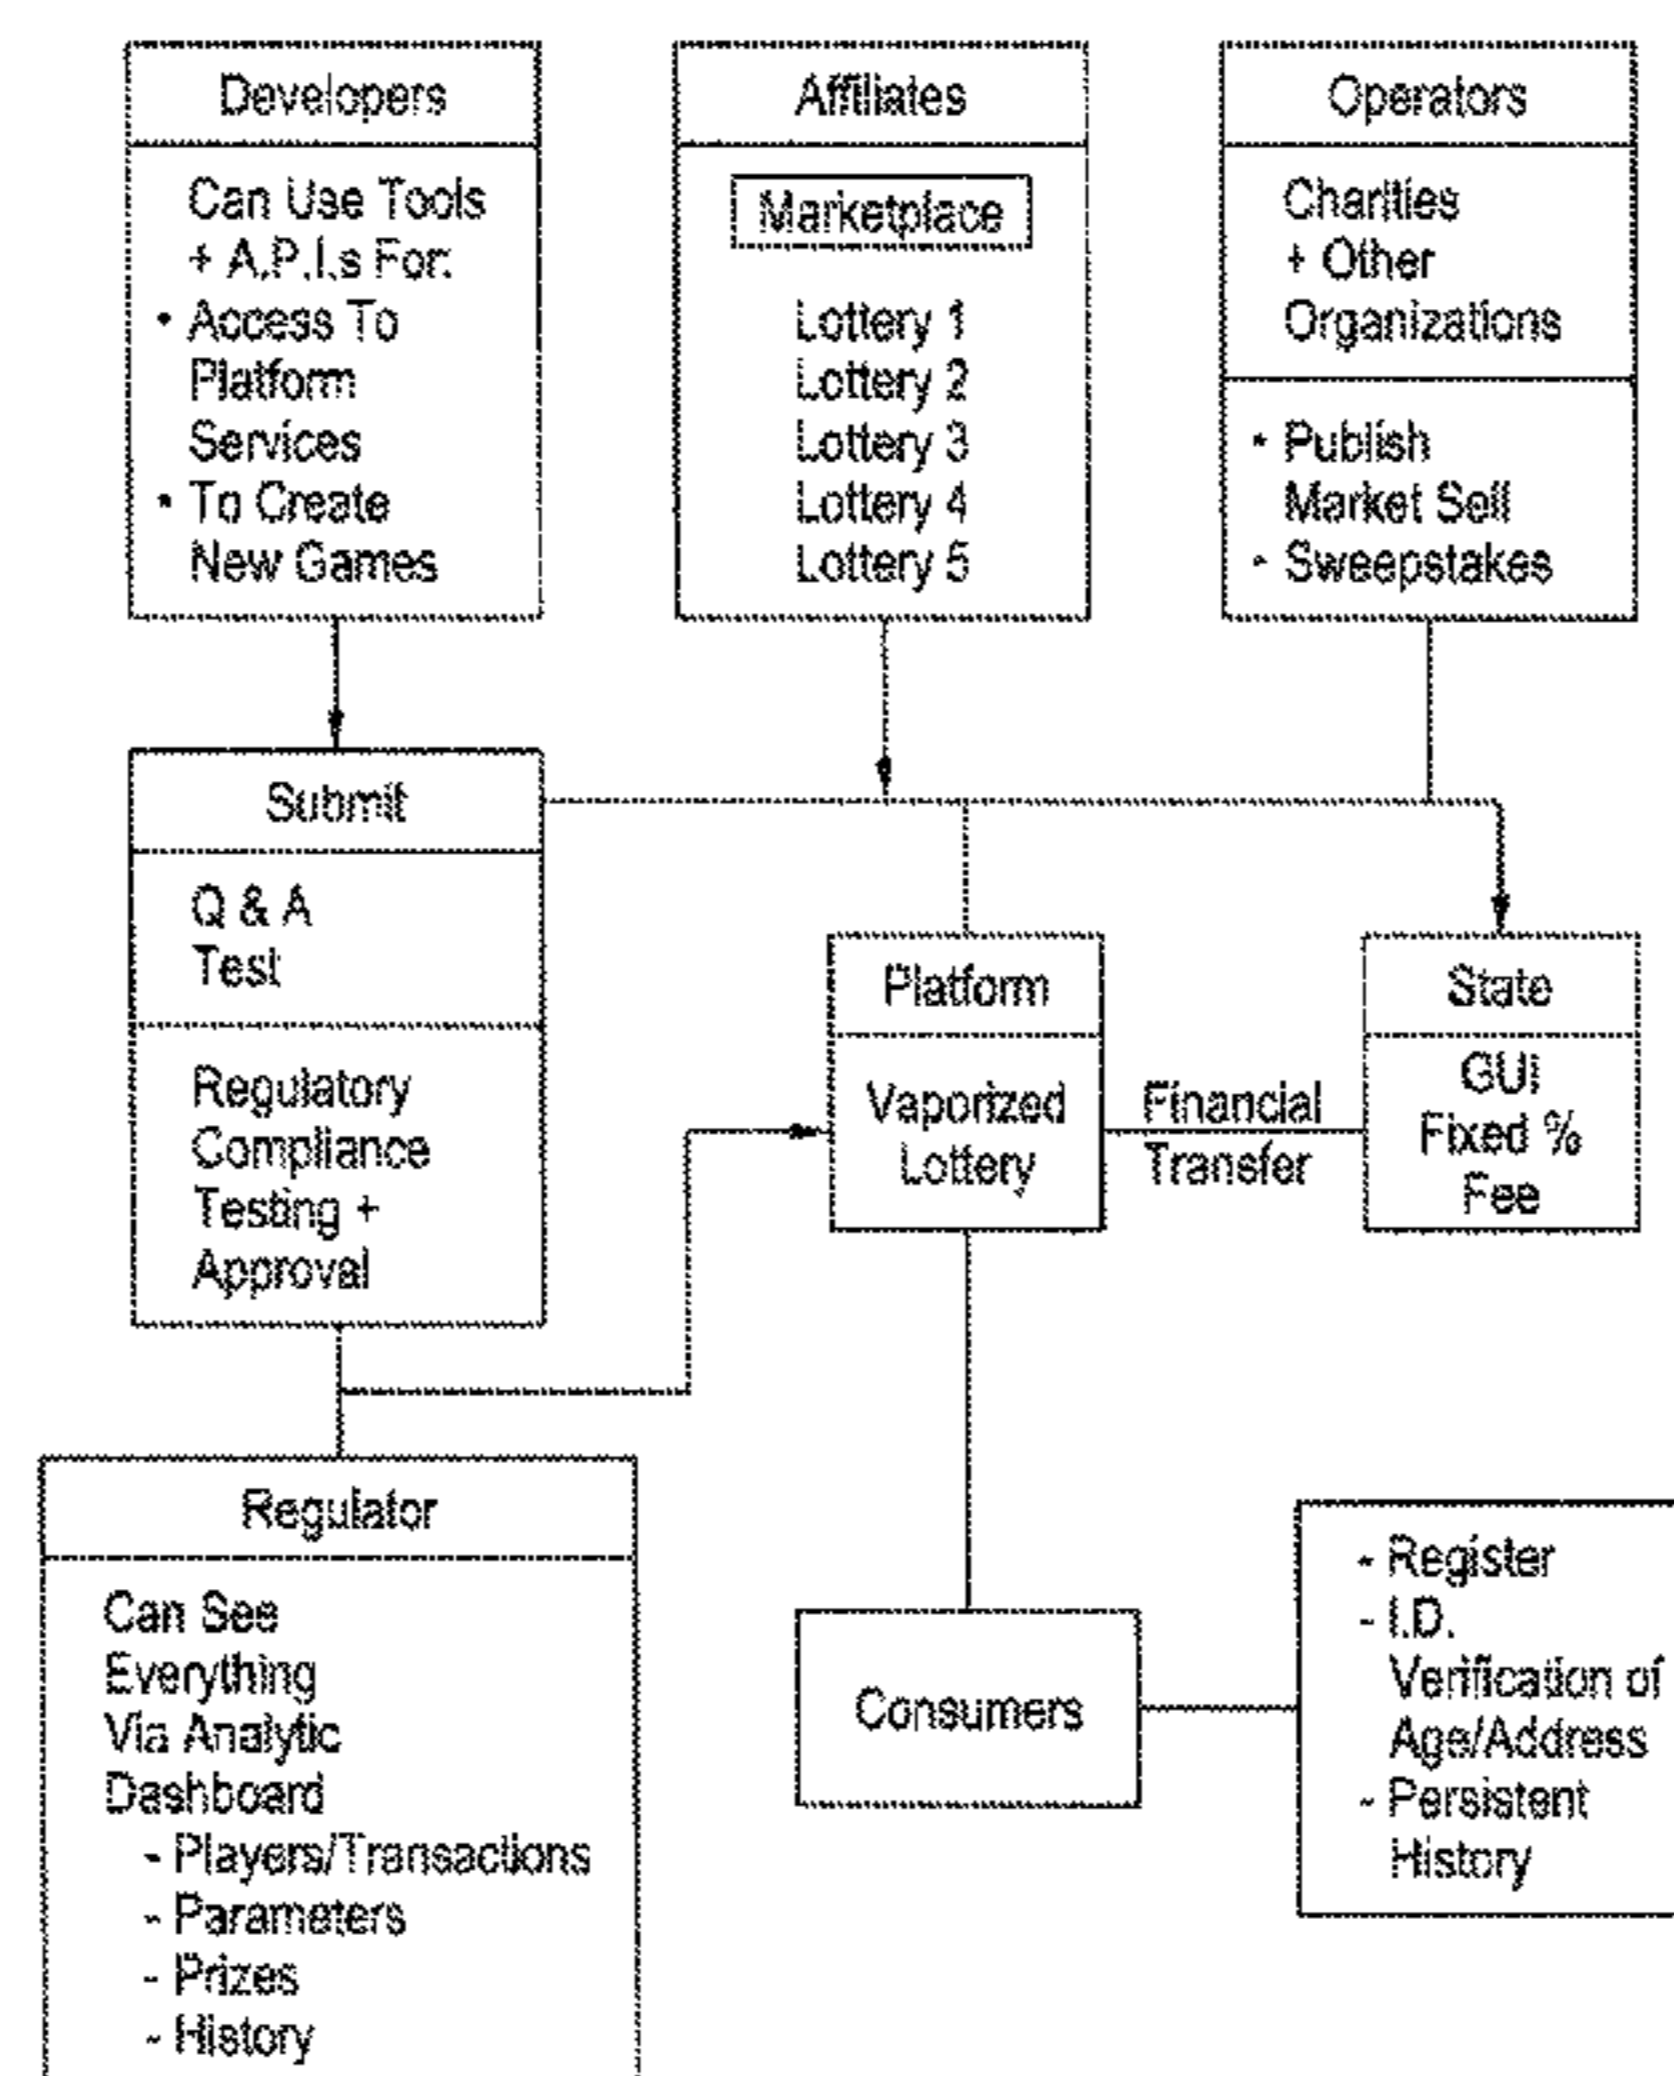 Developers
Can Use Tools
+ A.P.I.s For:
• Access To
Platform
Services
• To Create
New Games
Affiliates
Marketplace
Lottery 1
Lottery 2
Lottery 3
Lottery 4
Lottery 5
Operators
Charities
+ Other
Organizations
• Publish
Market Sell
- Sweepstakes
Submit
Q & A
Test
Regulatory
Compliance
Testing +
Approval
Platform
Vaporized
Lottery
Financial
Transfer
State
GUI
Fixed %
Fee
Regulator
Can See
Everything
Via Analytic
Dashboard
- Players/Transactions
- Parameters
- Prizes
- History
Consumers
- Register
- I.D.
Verification of
Age/Address
- Persistent
History